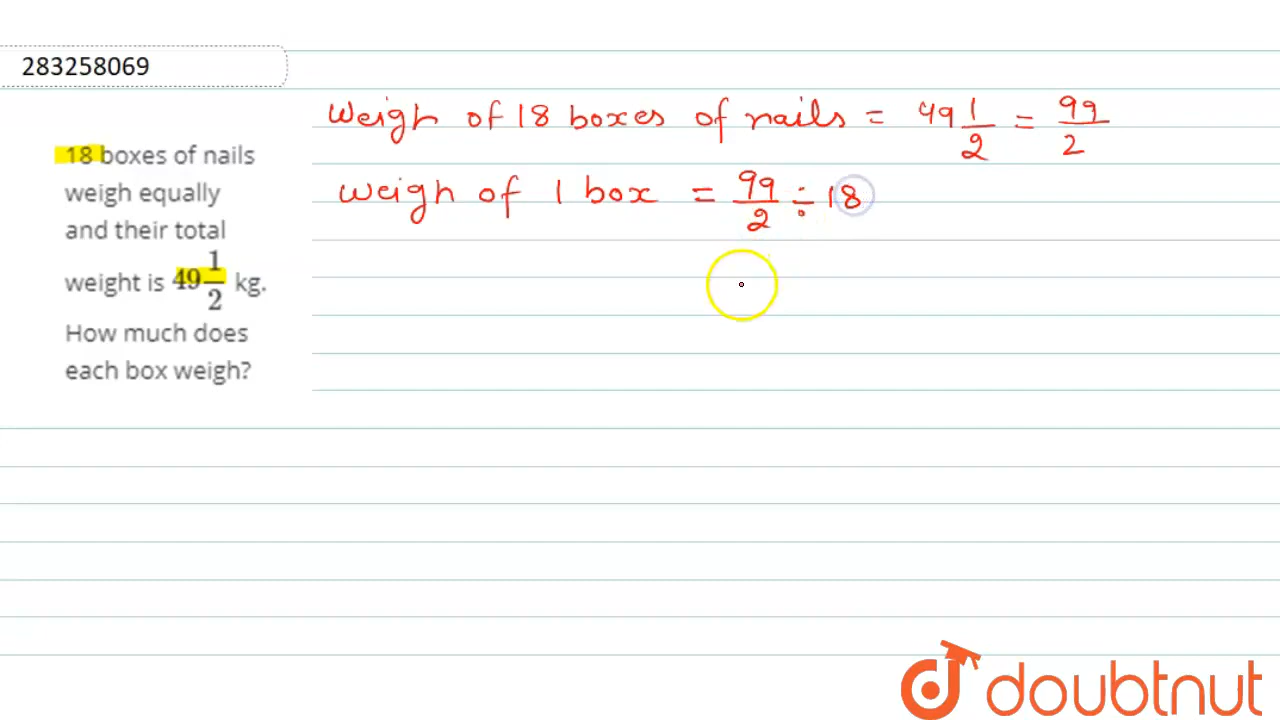 283258069
18 boxes of nails
weigh equally
and their total
weight is 49 1/2 kg.
How much does
each box weigh?
Weigh of 18 boxes of nails = 49 1/2 = 99/2
weigh of 1 box = 99/2 ÷ 18
doubtnut